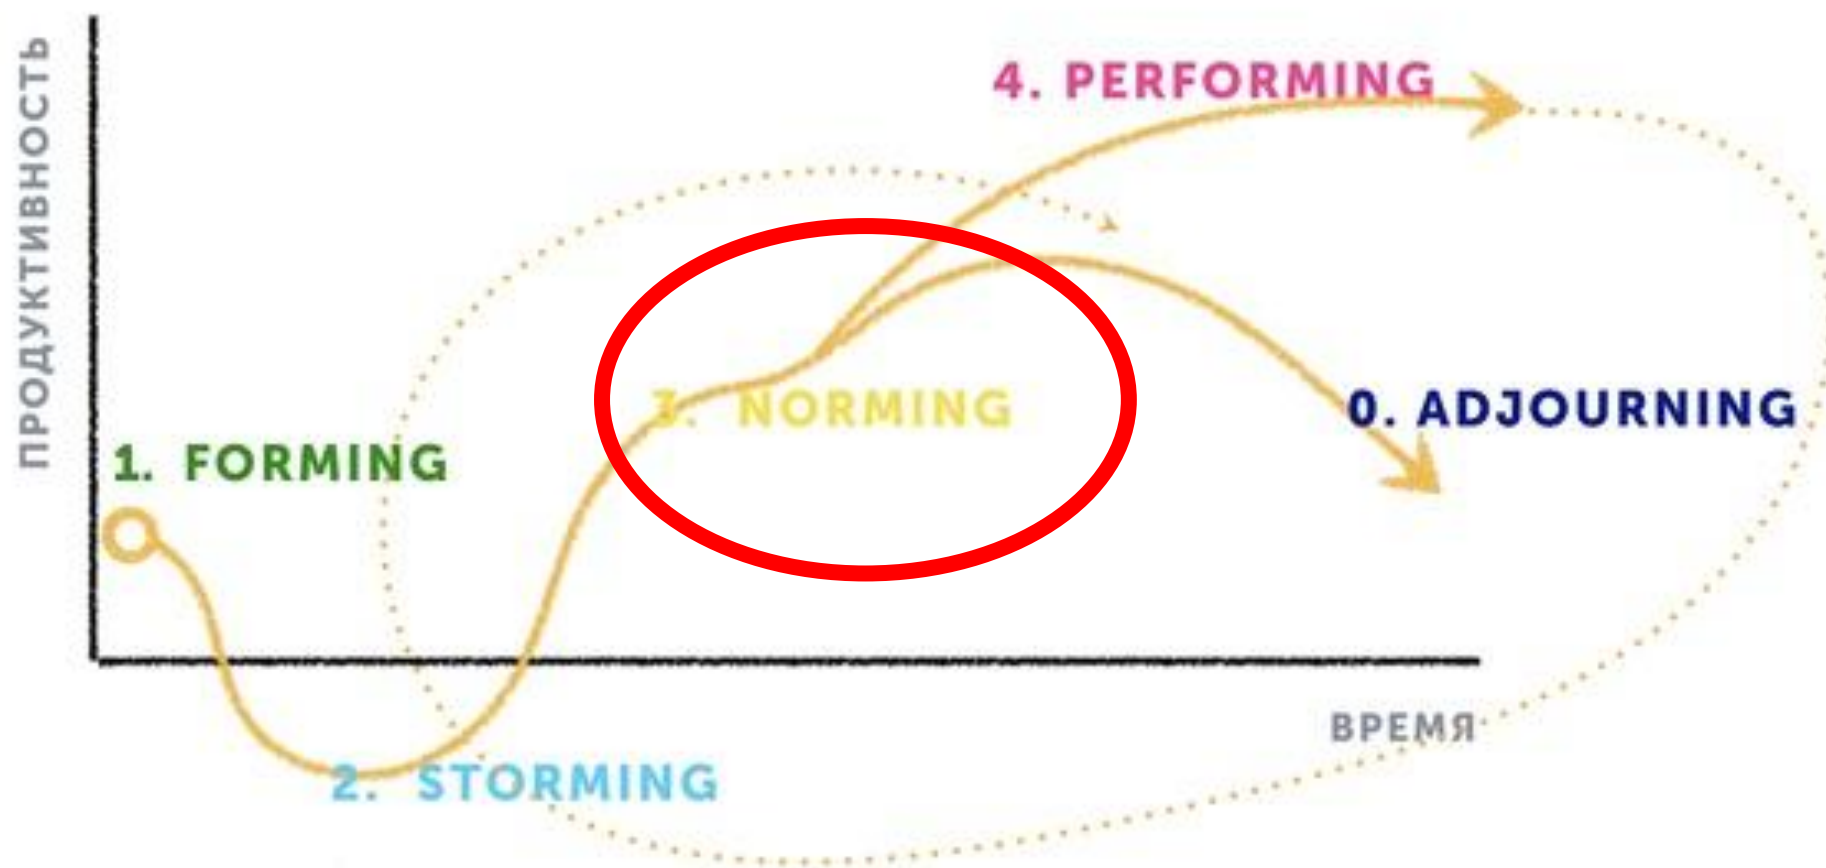 ПРОДУКТИВНОСТЬ
4. PERFORMING
3. NORMING
0. ADJOURNING
1. FORMING
ВРЕМЯ
2. STORMING